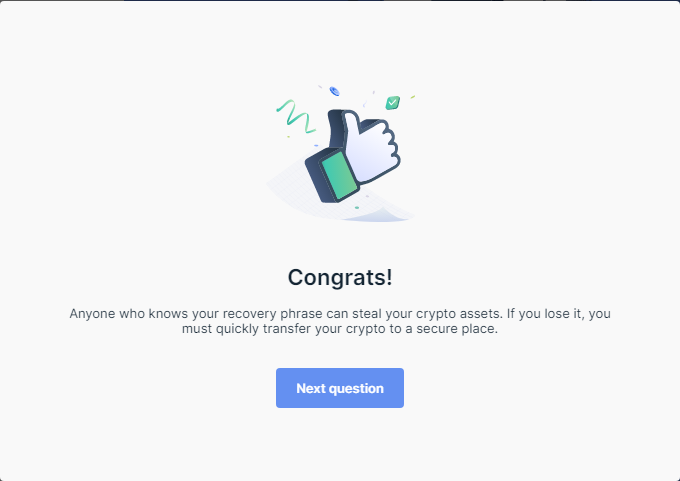 Congrats!
Anyone who knows your recovery phrase can steal your crypto assets. If you lose it, you
must quickly transfer your crypto to a secure place.
Next question